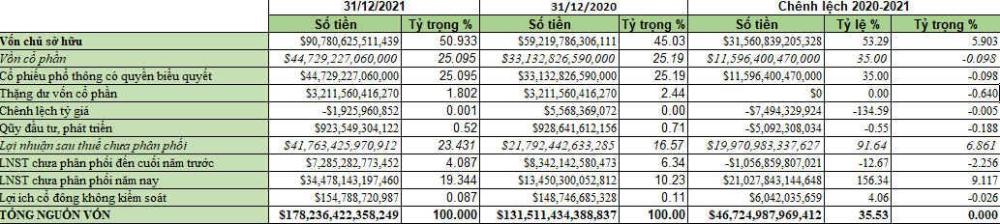 31/12/2021 31/12/2020 Chênh lệch 2020-2021
Số tiền Tỷ trọng % Số tiền Tỷ trọng % Số tiền Tỷ lệ % Tỷ trọng %
Vốn chủ sở hữu $90,780,625,511,439 50.933 $59,219,786,306,111 45.03 $31,560,839,205,328 53.29 5.903
Vốn cổ phần $44,729,227,060,000 25.095 $33,132,826,590,000 25.19 $11,596,400,470,000 35.00 -0.098
Cổ phiếu phổ thông có quyền biểu quyết $44,729,227,060,000 25.095 $33,132,826,590,000 25.19 $11,596,400,470,000 35.00 -0.098
Thặng dư vốn cổ phần $3,211,560,416,270 1.802 $3,211,560,416,270 2.44 $0 0.00 -0.640
Chênh lệch tỷ giá -$1,925,960,852 0.001 $5,568,369,072 0.00 -$7,494,329,924 -134.59 -0.005
Qũy đầu tư, phát triển $923,549,304,122 0.52 $928,641,612,156 0.71 -$5,092,308,034 -0.55 -0.188
Lợi nhuận sau thuế chưa phân phối $41,763,425,970,912 23.431 $21,792,442,633,285 16.57 $19,970,983,337,627 91.64 6.861
LNST chưa phân phối đến cuối năm trước $7,285,282,773,452 4.087 $8,342,142,580,473 6.34 -$1,056,859,807,021 -12.67 -2.256
LNST chưa phân phối năm nay $34,478,143,197,460 19.344 $13,450,300,052,812 10.23 $21,027,843,144,648 156.34 9.117
Lợi ích cổ đông không kiểm soát $154,788,720,987 0.087 $148,746,685,328 0.11 $6,042,035,659 4.06 -0.026
TỔNG NGUỒN VỐN $178,236,422,358,249 100.000 $131,511,434,388,837 100.00 $46,724,987,969,412 35.53 0.000